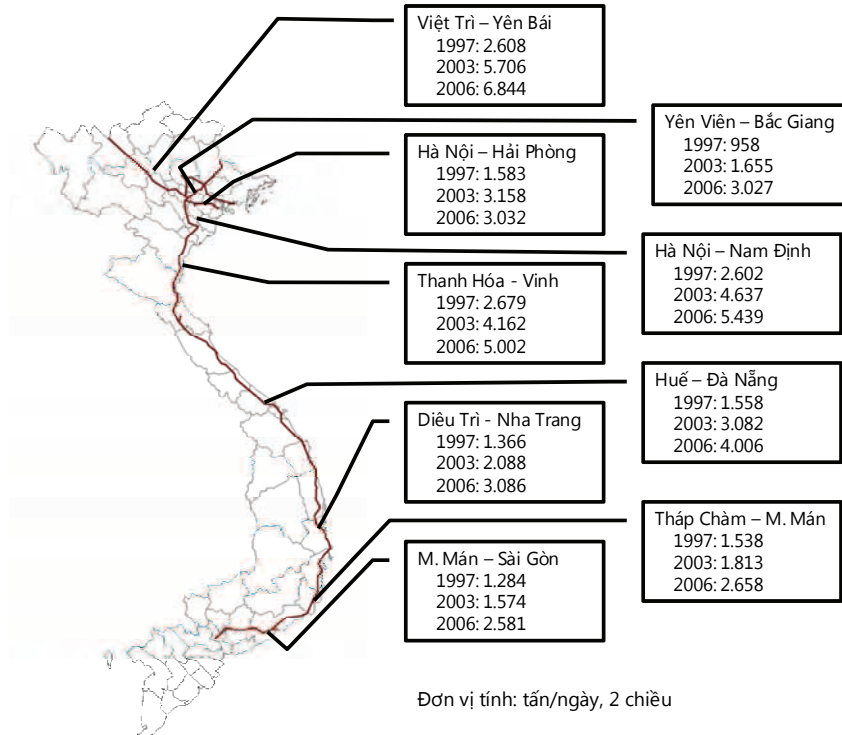 Việt Trì – Yên Bái
1997: 2.608
2003: 5.706
2006: 6.844
Yên Viên – Bắc Giang
1997: 958
2003: 1.655
2006: 3.027
Hà Nội – Hải Phòng
1997: 1.583
2003: 3.158
2006: 3.032
Hà Nội – Nam Định
1997: 2.602
2003: 4.637
2006: 5.439
Thanh Hóa - Vinh
1997: 2.679
2003: 4.162
2006: 5.002
Huế – Đà Nẵng
1997: 1.558
2003: 3.082
2006: 4.006
Diêu Trì - Nha Trang
1997: 1.366
2003: 2.088
2006: 3.086
Tháp Chàm – M. Mán
1997: 1.538
2003: 1.813
2006: 2.658
M. Mán – Sài Gòn
1997: 1.284
2003: 1.574
2006: 2.581
Đơn vị tính: tấn/ngày, 2 chiều